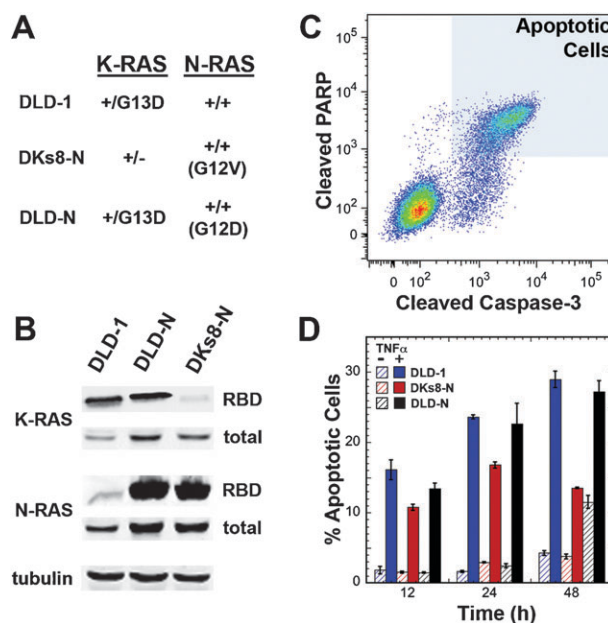 A
K-RAS N-RAS
DLD-1 +/G13D +/+
DKs8-N +/- +/+
(G12V)
DLD-N +/G13D +/+
(G12D)
B
DLD-1 DLD-N DKs8-N
K-RAS
RBD
total
N-RAS
RBD
total
tubulin
C
Apoptotic
Cells
Cleaved PARP
10^5
10^4
10^3
10^2
0
0 10^2 10^3 10^4 10^5
Cleaved Caspase-3
D
TNFα
- +
DLD-1
DKs8-N
DLD-N
% Apoptotic Cells
30
20
10
0
12 24 48
Time (h)